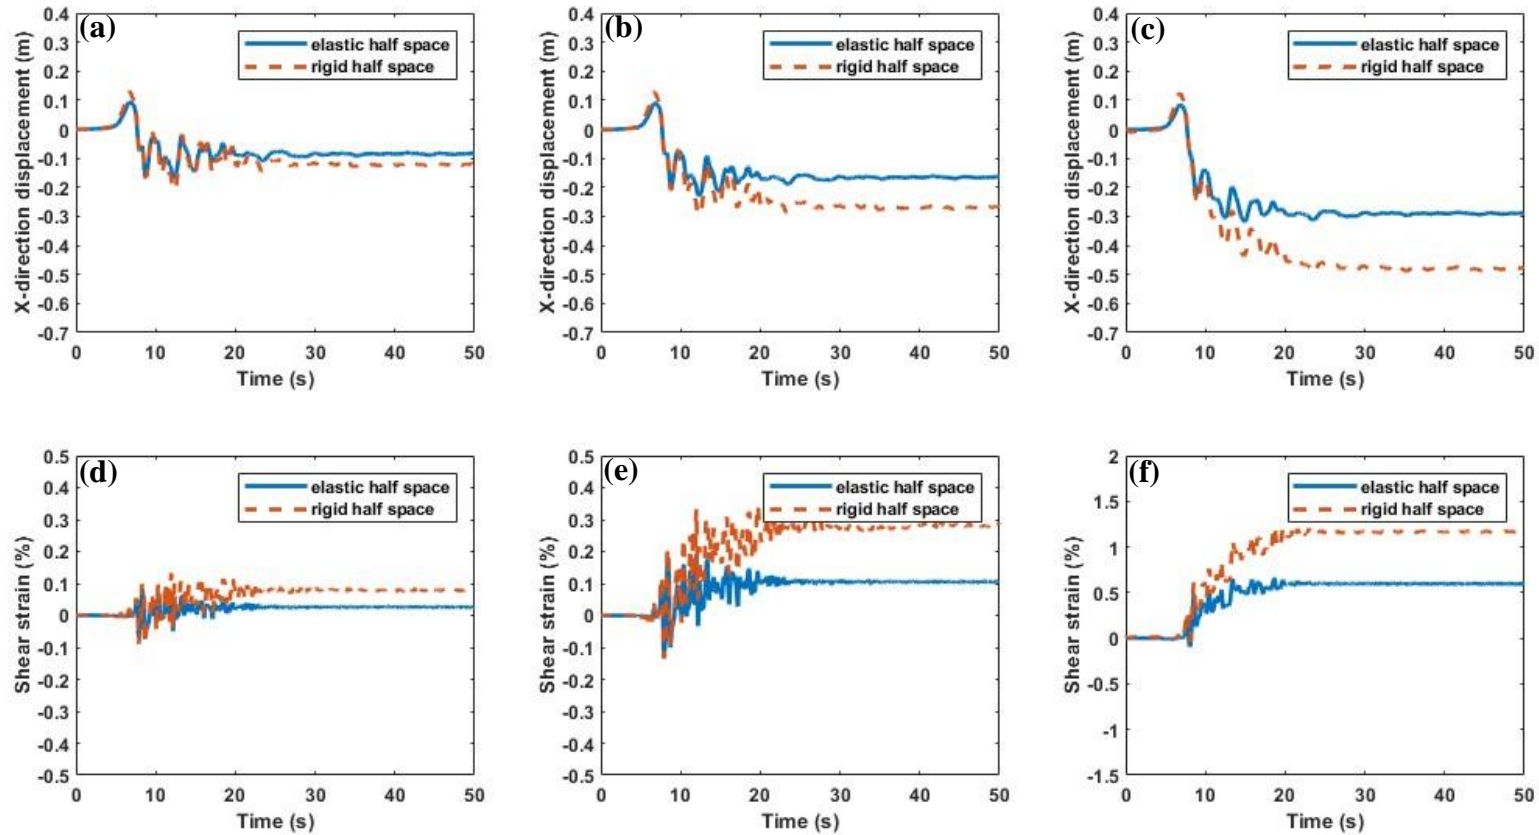 (a)
X-direction displacement (m)
0.4
0.3
0.2
0.1
0
-0.1
-0.2
-0.3
-0.4
-0.5
-0.6
-0.7
elastic half space
rigid half space
0 10 20 30 40 50
Time (s)
(b)
X-direction displacement (m)
0.4
0.3
0.2
0.1
0
-0.1
-0.2
-0.3
-0.4
-0.5
-0.6
-0.7
elastic half space
rigid half space
0 10 20 30 40 50
Time (s)
(c)
X-direction displacement (m)
0.4
0.3
0.2
0.1
0
-0.1
-0.2
-0.3
-0.4
-0.5
-0.6
-0.7
elastic half space
rigid half space
0 10 20 30 40 50
Time (s)
(d)
Shear strain (%)
0.5
0.4
0.3
0.2
0.1
0
-0.1
-0.2
-0.3
-0.4
-0.5
elastic half space
rigid half space
0 10 20 30 40 50
Time (s)
(e)
Shear strain (%)
0.5
0.4
0.3
0.2
0.1
0
-0.1
-0.2
-0.3
-0.4
-0.5
elastic half space
rigid half space
0 10 20 30 40 50
Time (s)
(f)
Shear strain (%)
2
1.5
1
0.5
0
-0.5
-1
-1.5
elastic half space
rigid half space
0 10 20 30 40 50
Time (s)